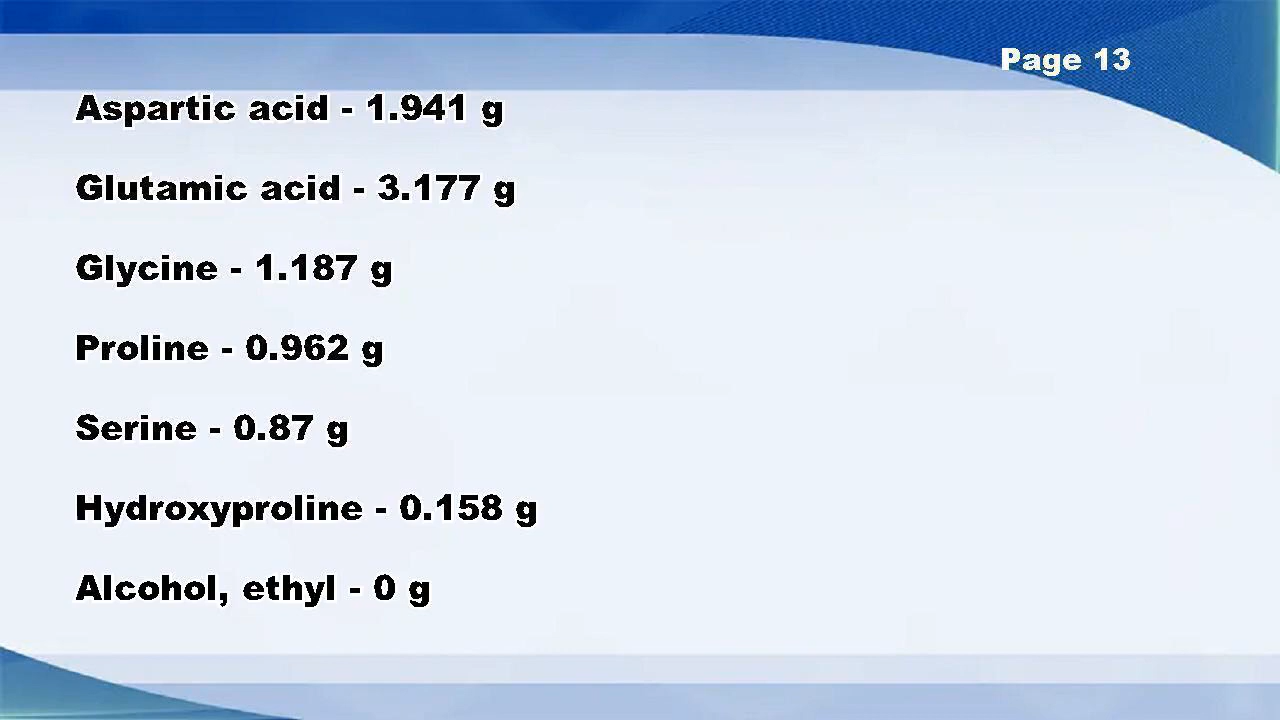 Page 13
Aspartic acid - 1.941 g
Glutamic acid - 3.177 g
Glycine - 1.187 g
Proline - 0.962 g
Serine - 0.87 g
Hydroxyproline - 0.158 g
Alcohol, ethyl - 0 g